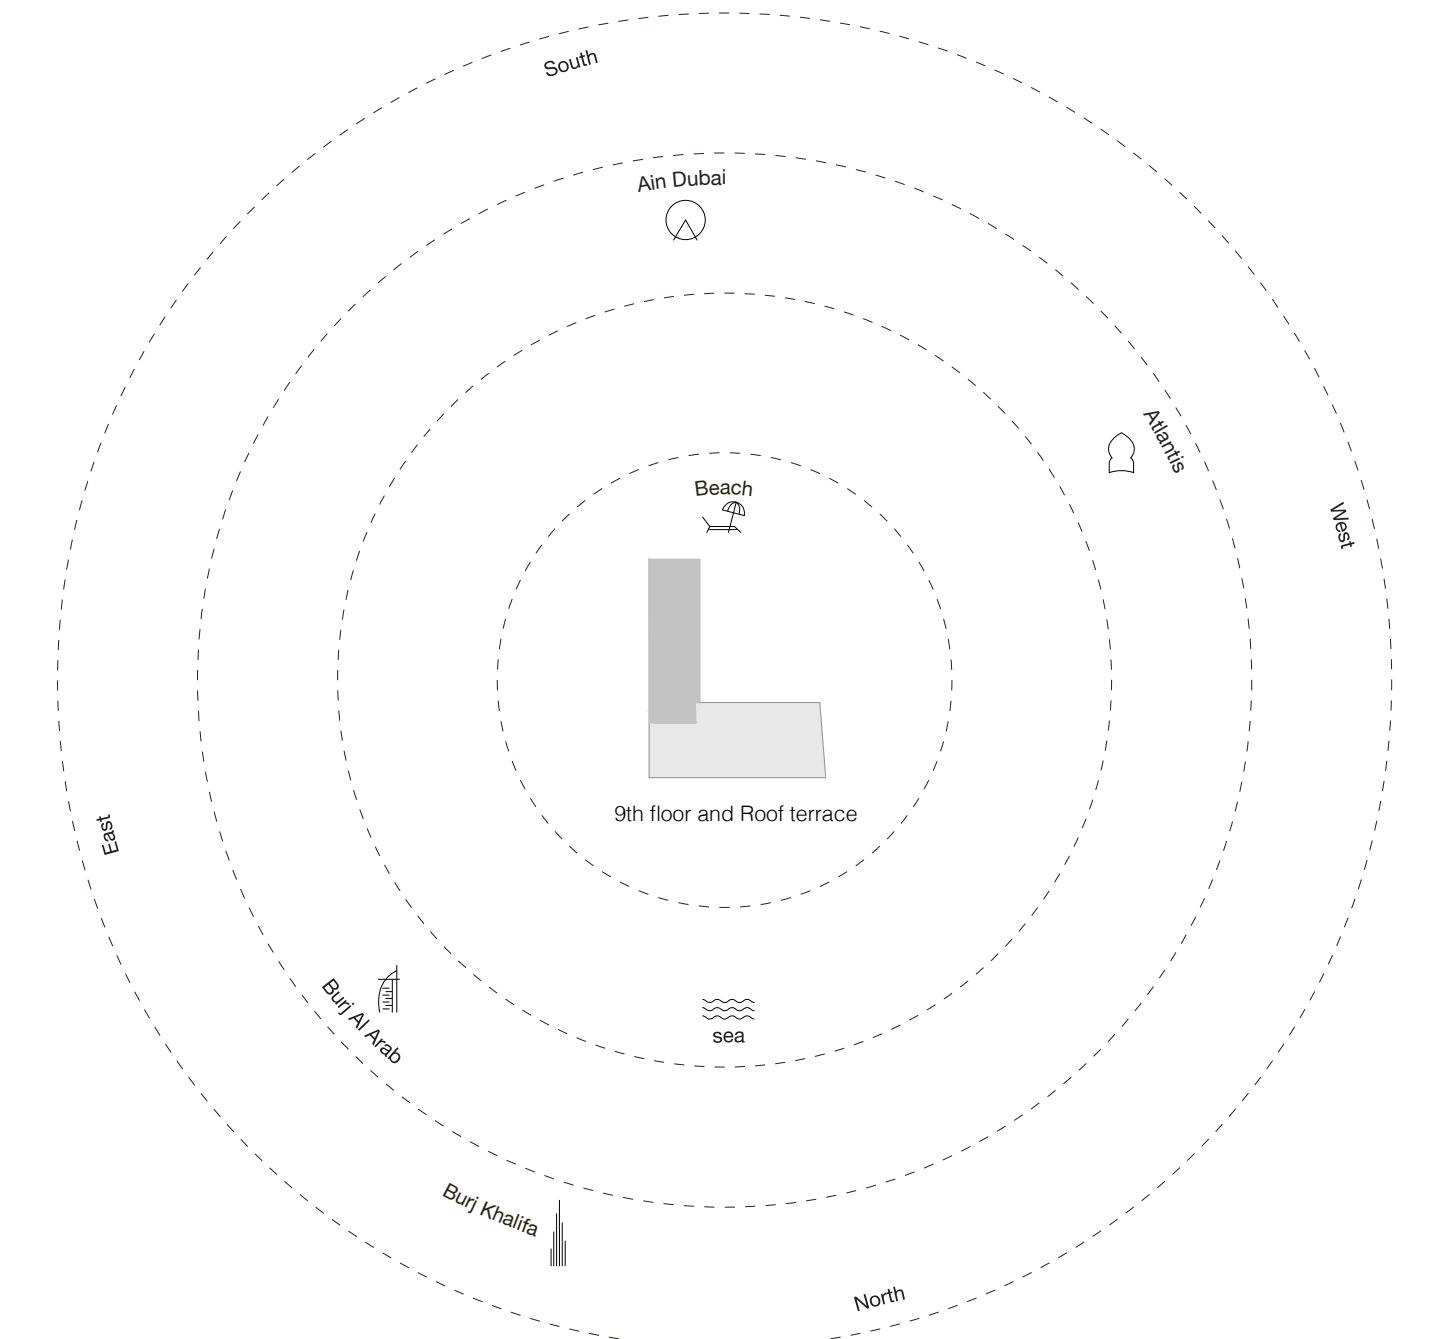 South
Ain Dubai
Atlantis
Beach
West
9th floor and Roof terrace
East
Burj Al Arab
sea
Burj Khalifa
North